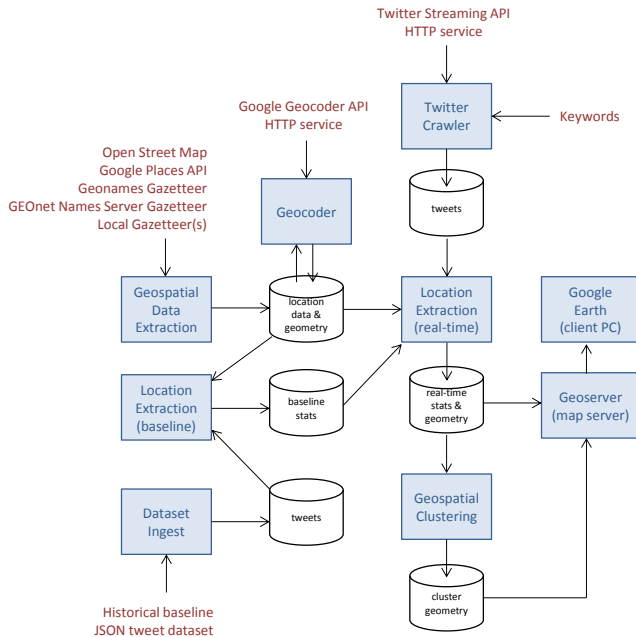 Twitter Streaming API
HTTP service
Google Geocoder API
HTTP service
Twitter
Crawler
Keywords
Open Street Map
Google Places API
Geonames Gazetteer
GEOnet Names Server Gazetteer
Local Gazetteer(s)
Geocoder
tweets
Geospatial
Data
Extraction
location
data &
geometry
Location
Extraction
(real-time)
Google
Earth
(client PC)
Location
Extraction
(baseline)
baseline
stats
real-time
stats &
geometry
Geoserver
(map server)
Dataset
Ingest
tweets
Geospatial
Clustering
cluster
geometry
Historical baseline
JSON tweet dataset